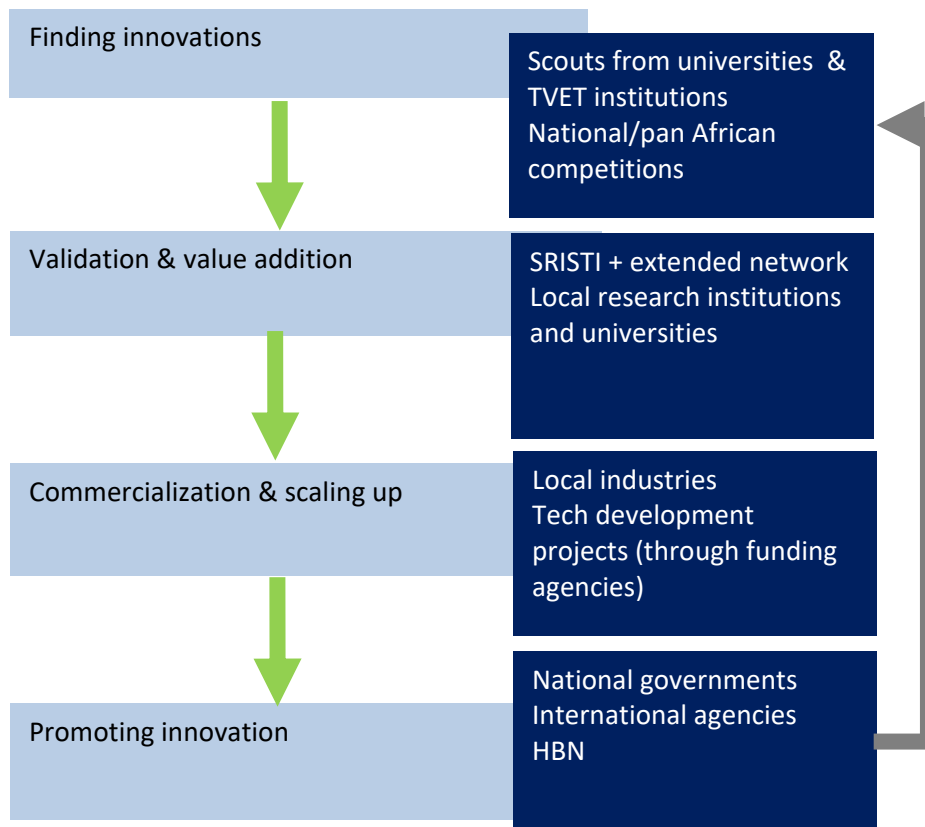 Finding innovations
Scouts from universities  &
TVET institutions
National/pan African
competitions
Validation & value addition
SRISTI + extended network
Local research institutions
and universities
Commercialization & scaling up
Local industries
Tech development
projects (through funding
agencies)
Promoting innovation
National governments
International agencies
HBN